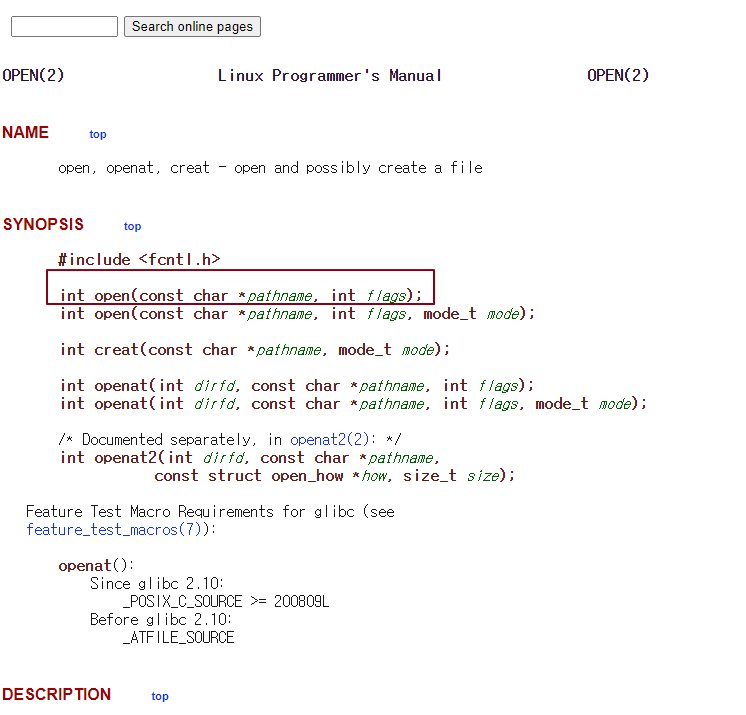 Search online pages
OPEN(2) Linux Programmer's Manual OPEN(2)
NAME top
open, openat, creat - open and possibly create a file
SYNOPSIS top
#include <fcntl.h>
int open(const char *pathname, int flags);
int open(const char *pathname, int flags, mode_t mode);
int creat(const char *pathname, mode_t mode);
int openat(int dirfd, const char *pathname, int flags);
int openat(int dirfd, const char *pathname, int flags, mode_t mode);
/* Documented separately, in openat2(2): */
int openat2(int dirfd, const char *pathname,
const struct open_how *how, size_t size);
Feature Test Macro Requirements for glibc (see
feature_test_macros(7)):
openat():
Since glibc 2.10:
_POSIX_C_SOURCE >= 200809L
Before glibc 2.10:
_ATFILE_SOURCE
DESCRIPTION top